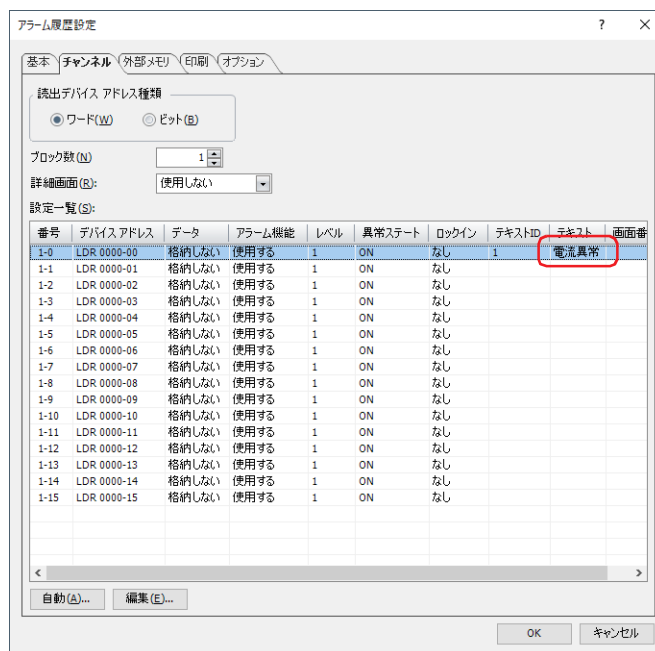 アラーム履歴設定 ? ×
基本 チャンネル 外部メモリ 印刷 オプション
読出デバイス アドレス種類
ワード(W) ビット(B)
ブロック数(N) 1
詳細画面(R): 使用しない
設定一覧(S):
番号 デバイス アドレス データ アラーム機能 レベル 異常ステート ロックイン テキストID テキスト 画面番
1-0 LDR 0000-00 格納しない 使用する 1 ON なし 1 電流異常
1-1 LDR 0000-01 格納しない 使用する 1 ON なし
1-2 LDR 0000-02 格納しない 使用する 1 ON なし
1-3 LDR 0000-03 格納しない 使用する 1 ON なし
1-4 LDR 0000-04 格納しない 使用する 1 ON なし
1-5 LDR 0000-05 格納しない 使用する 1 ON なし
1-6 LDR 0000-06 格納しない 使用する 1 ON なし
1-7 LDR 0000-07 格納しない 使用する 1 ON なし
1-8 LDR 0000-08 格納しない 使用する 1 ON なし
1-9 LDR 0000-09 格納しない 使用する 1 ON なし
1-10 LDR 0000-10 格納しない 使用する 1 ON なし
1-11 LDR 0000-11 格納しない 使用する 1 ON なし
1-12 LDR 0000-12 格納しない 使用する 1 ON なし
1-13 LDR 0000-13 格納しない 使用する 1 ON なし
1-14 LDR 0000-14 格納しない 使用する 1 ON なし
1-15 LDR 0000-15 格納しない 使用する 1 ON なし
自動(A)... 編集(E)...
OK キャンセル